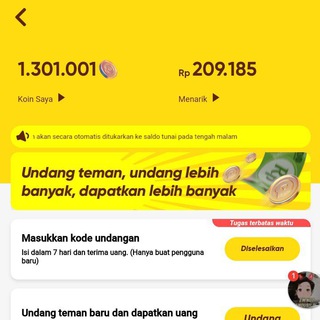 1.301.001
Rp 209.185
Koin Saya
Menarik
akan secara otomatis ditukarkan ke saldo tunai pada tengah malam
Undang teman, undang lebih
banyak, dapatkan lebih banyak
Tugas terbatas waktu
Masukkan kode undangan
Isi dalam 7 hari dan terima uang. (Hanya buat pengguna
baru)
Diselesaikan
1
Undang teman baru dan dapatkan uang
Undang